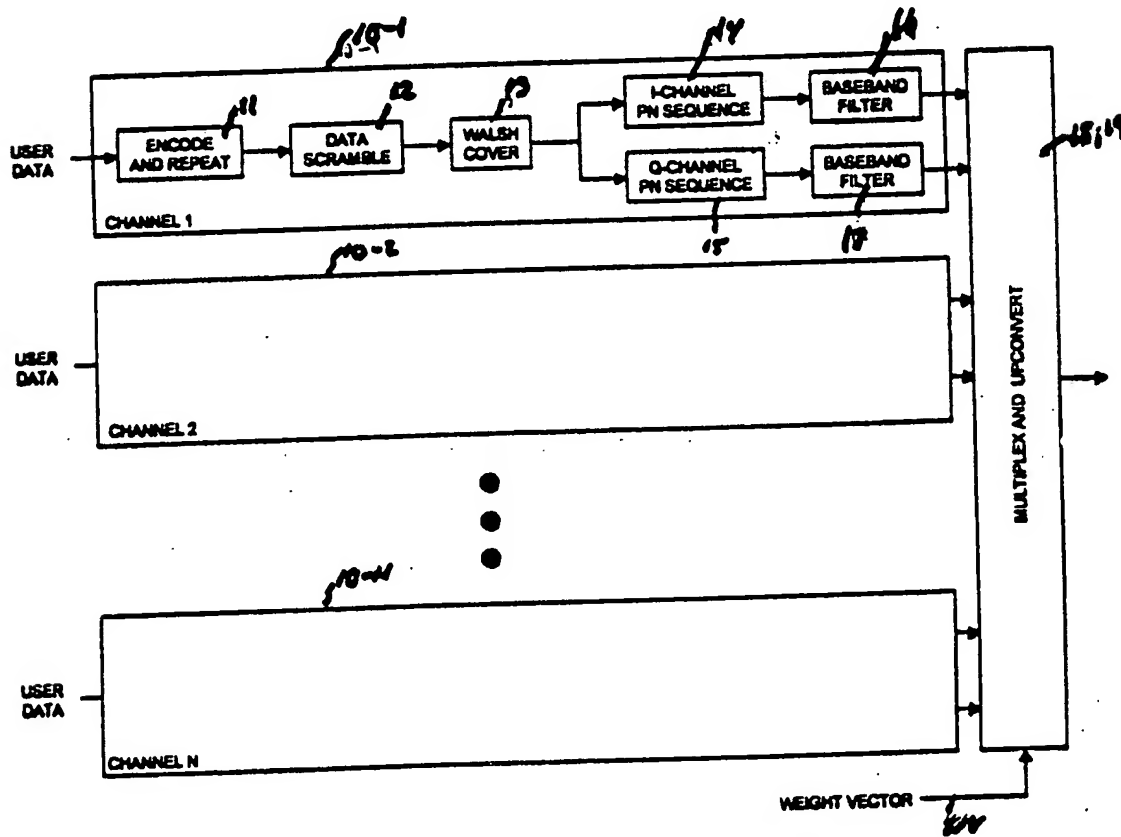 10-1
14
16
I-CHANNEL
PN SEQUENCE
BASEBAND
FILTER
11
12
13
18,19
USER
DATA
ENCODE
AND REPEAT
DATA
SCRAMBLE
WALSH
COVER
Q-CHANNEL
PN SEQUENCE
BASEBAND
FILTER
CHANNEL 1
15
10-2
MULTIPLEX AND UPCONVERT
USER
DATA
CHANNEL 2
USER
DATA
CHANNEL N
WEIGHT VECTOR